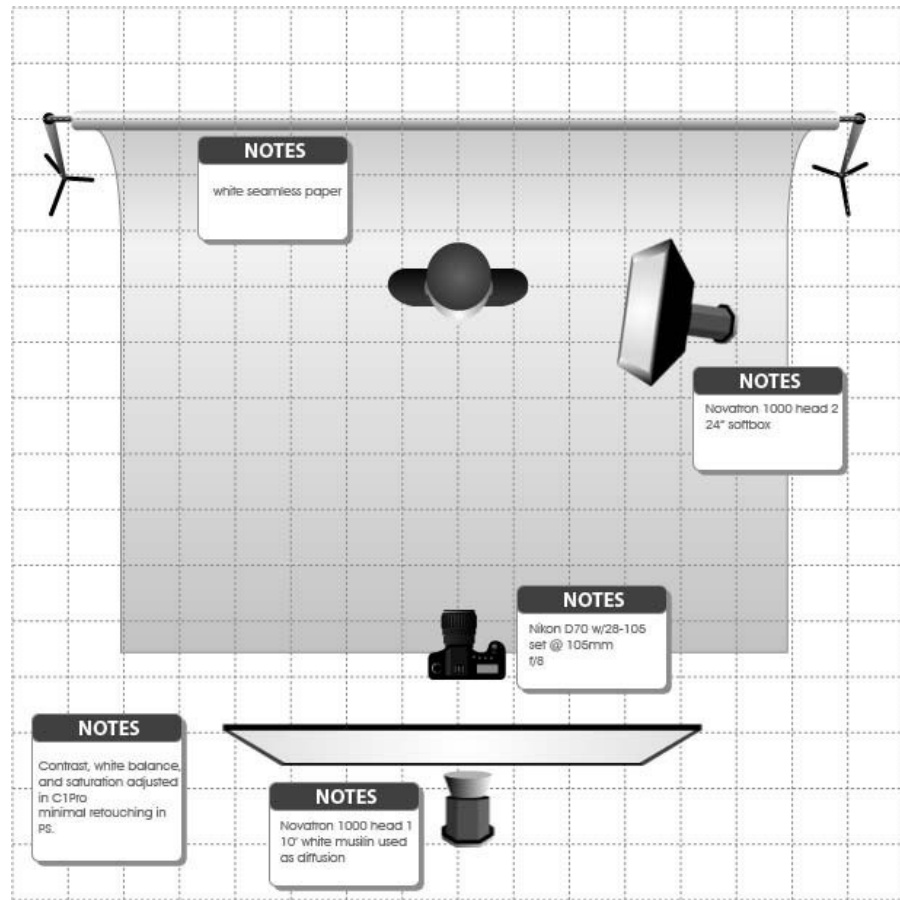 NOTES
white seamless paper
NOTES
Novatron 1000 head 2
24" softbox
NOTES
Nikon D70 w/28-105
set @ 105mm
f/8
NOTES
Contrast, white balance,
and saturation adjusted
in C1Pro
minimal retouching in
PS.
NOTES
Novatron 1000 head 1
10' white musilin used
as diffusion